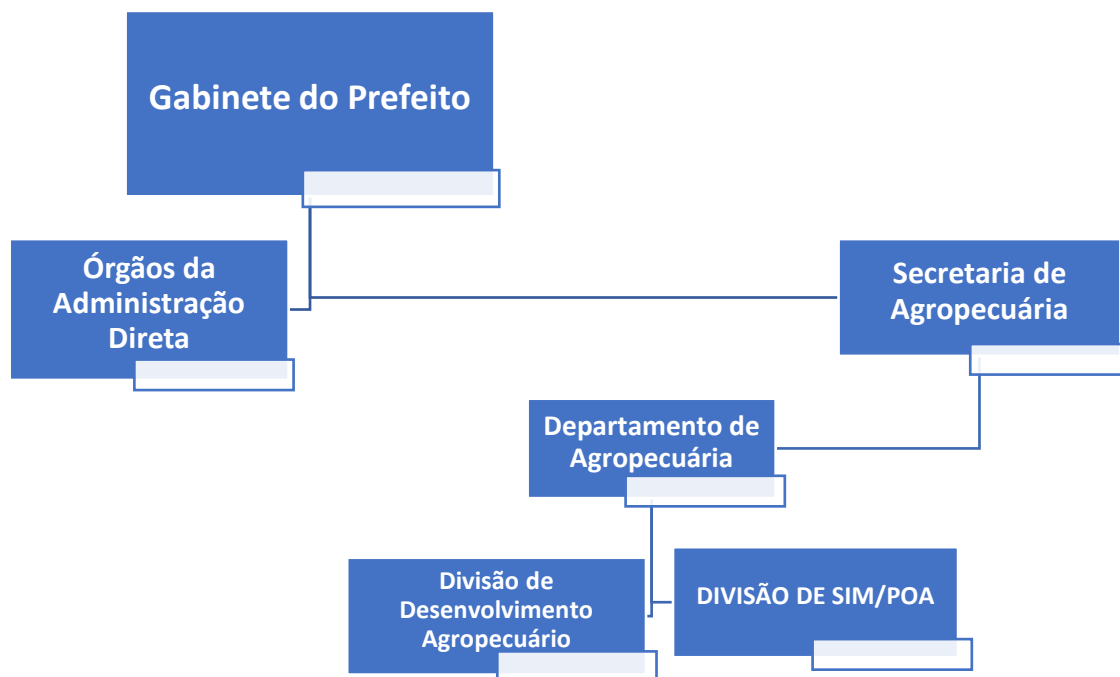 Gabinete do Prefeito
Órgãos da
Administração
Direta
Secretaria de
Agropecuária
Departamento de
Agropecuária
Divisão de
Desenvolvimento
Agropecuário
DIVISÃO DE SIM/POA